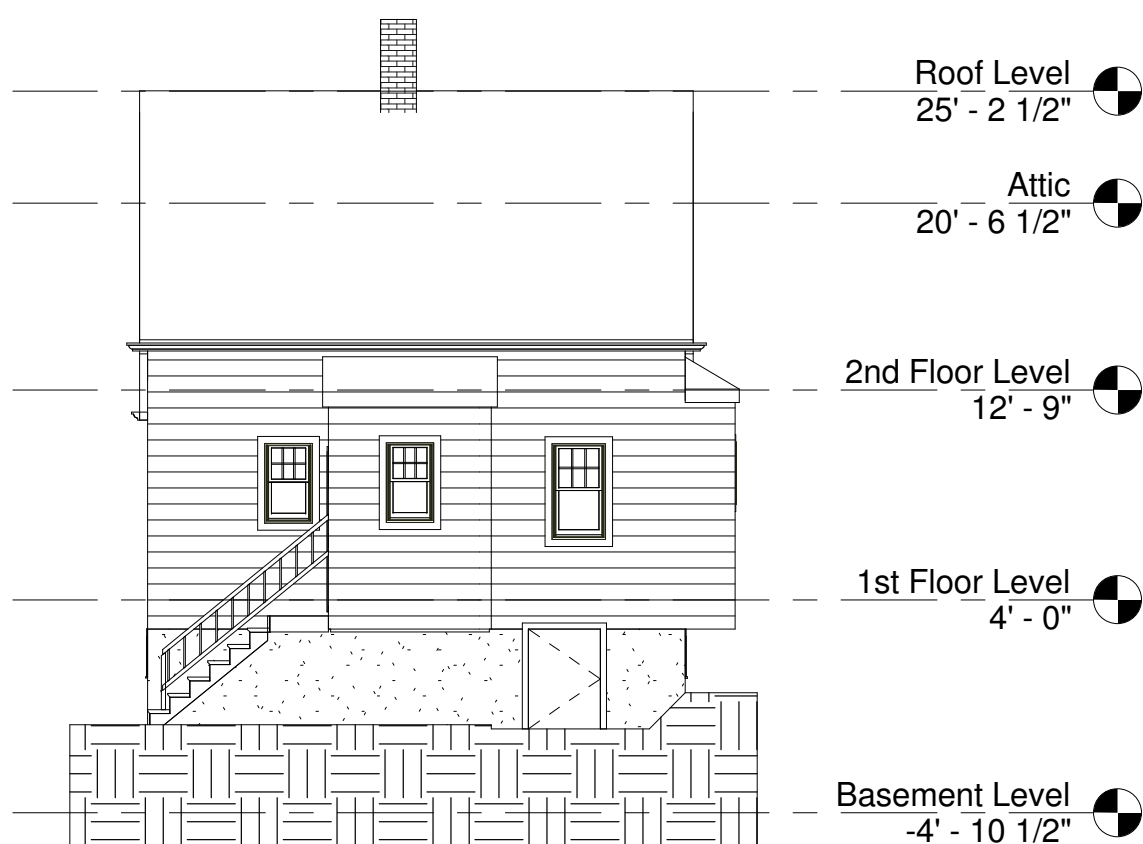 Roof Level
25' - 2 1/2"
Attic
20' - 6 1/2"
2nd Floor Level
12' - 9"
1st Floor Level
4' - 0"
Basement Level
-4' - 10 1/2"